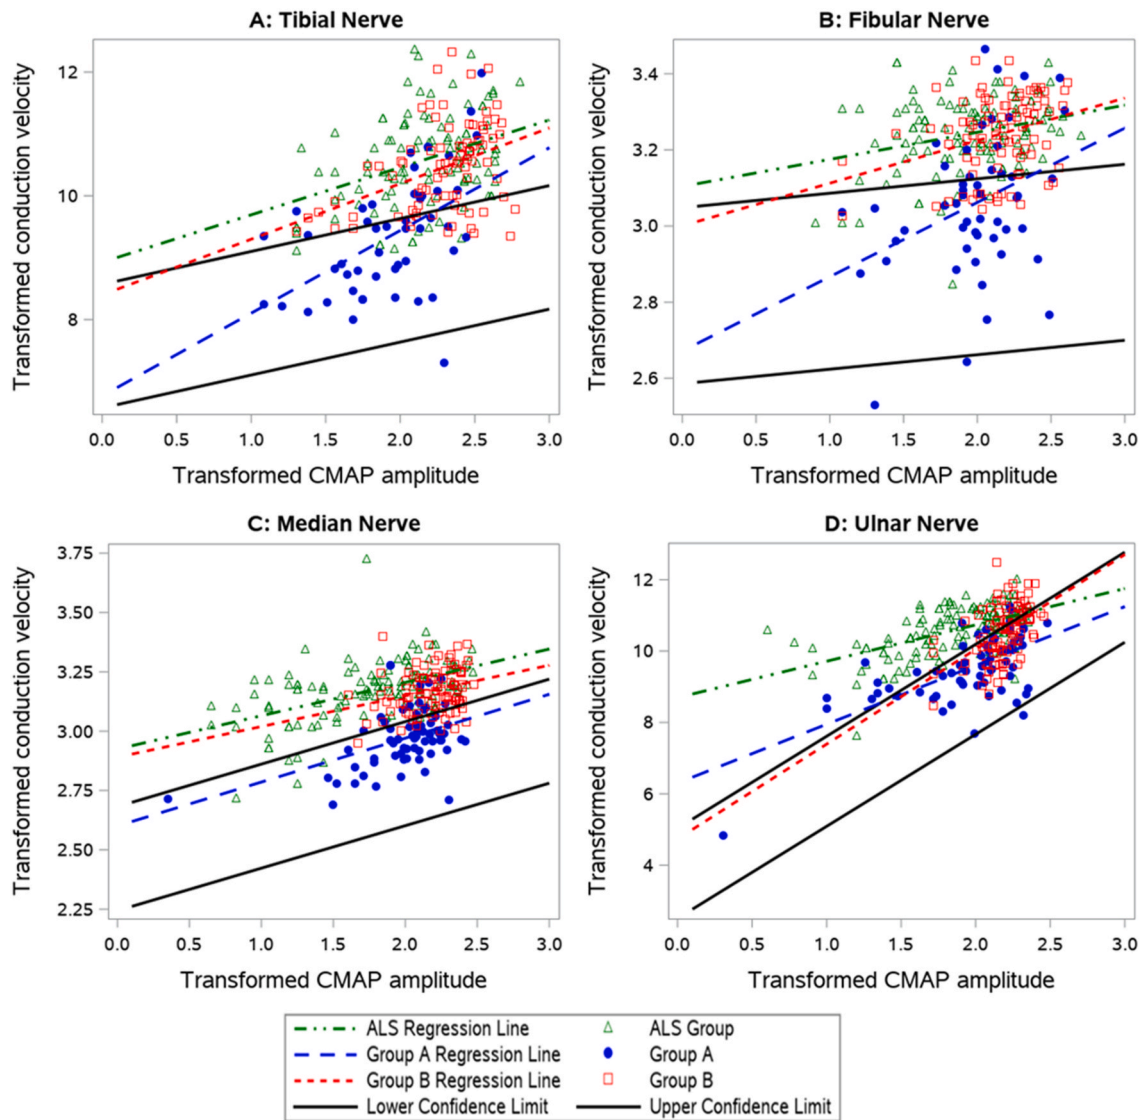 A: Tibial Nerve
Transformed conduction velocity
12
10
8
0.0 0.5 1.0 1.5 2.0 2.5 3.0
Transformed CMAP amplitude
B: Fibular Nerve
Transformed conduction velocity
3.4
3.2
3.0
2.8
2.6
0.0 0.5 1.0 1.5 2.0 2.5 3.0
Transformed CMAP amplitude
C: Median Nerve
Transformed conduction velocity
3.75
3.50
3.25
3.00
2.75
2.50
2.25
0.0 0.5 1.0 1.5 2.0 2.5 3.0
Transformed CMAP amplitude
D: Ulnar Nerve
Transformed conduction velocity
12
10
8
6
4
0.0 0.5 1.0 1.5 2.0 2.5 3.0
Transformed CMAP amplitude
ALS Regression Line ALS Group
Group A Regression Line Group A
Group B Regression Line Group B
Lower Confidence Limit Upper Confidence Limit